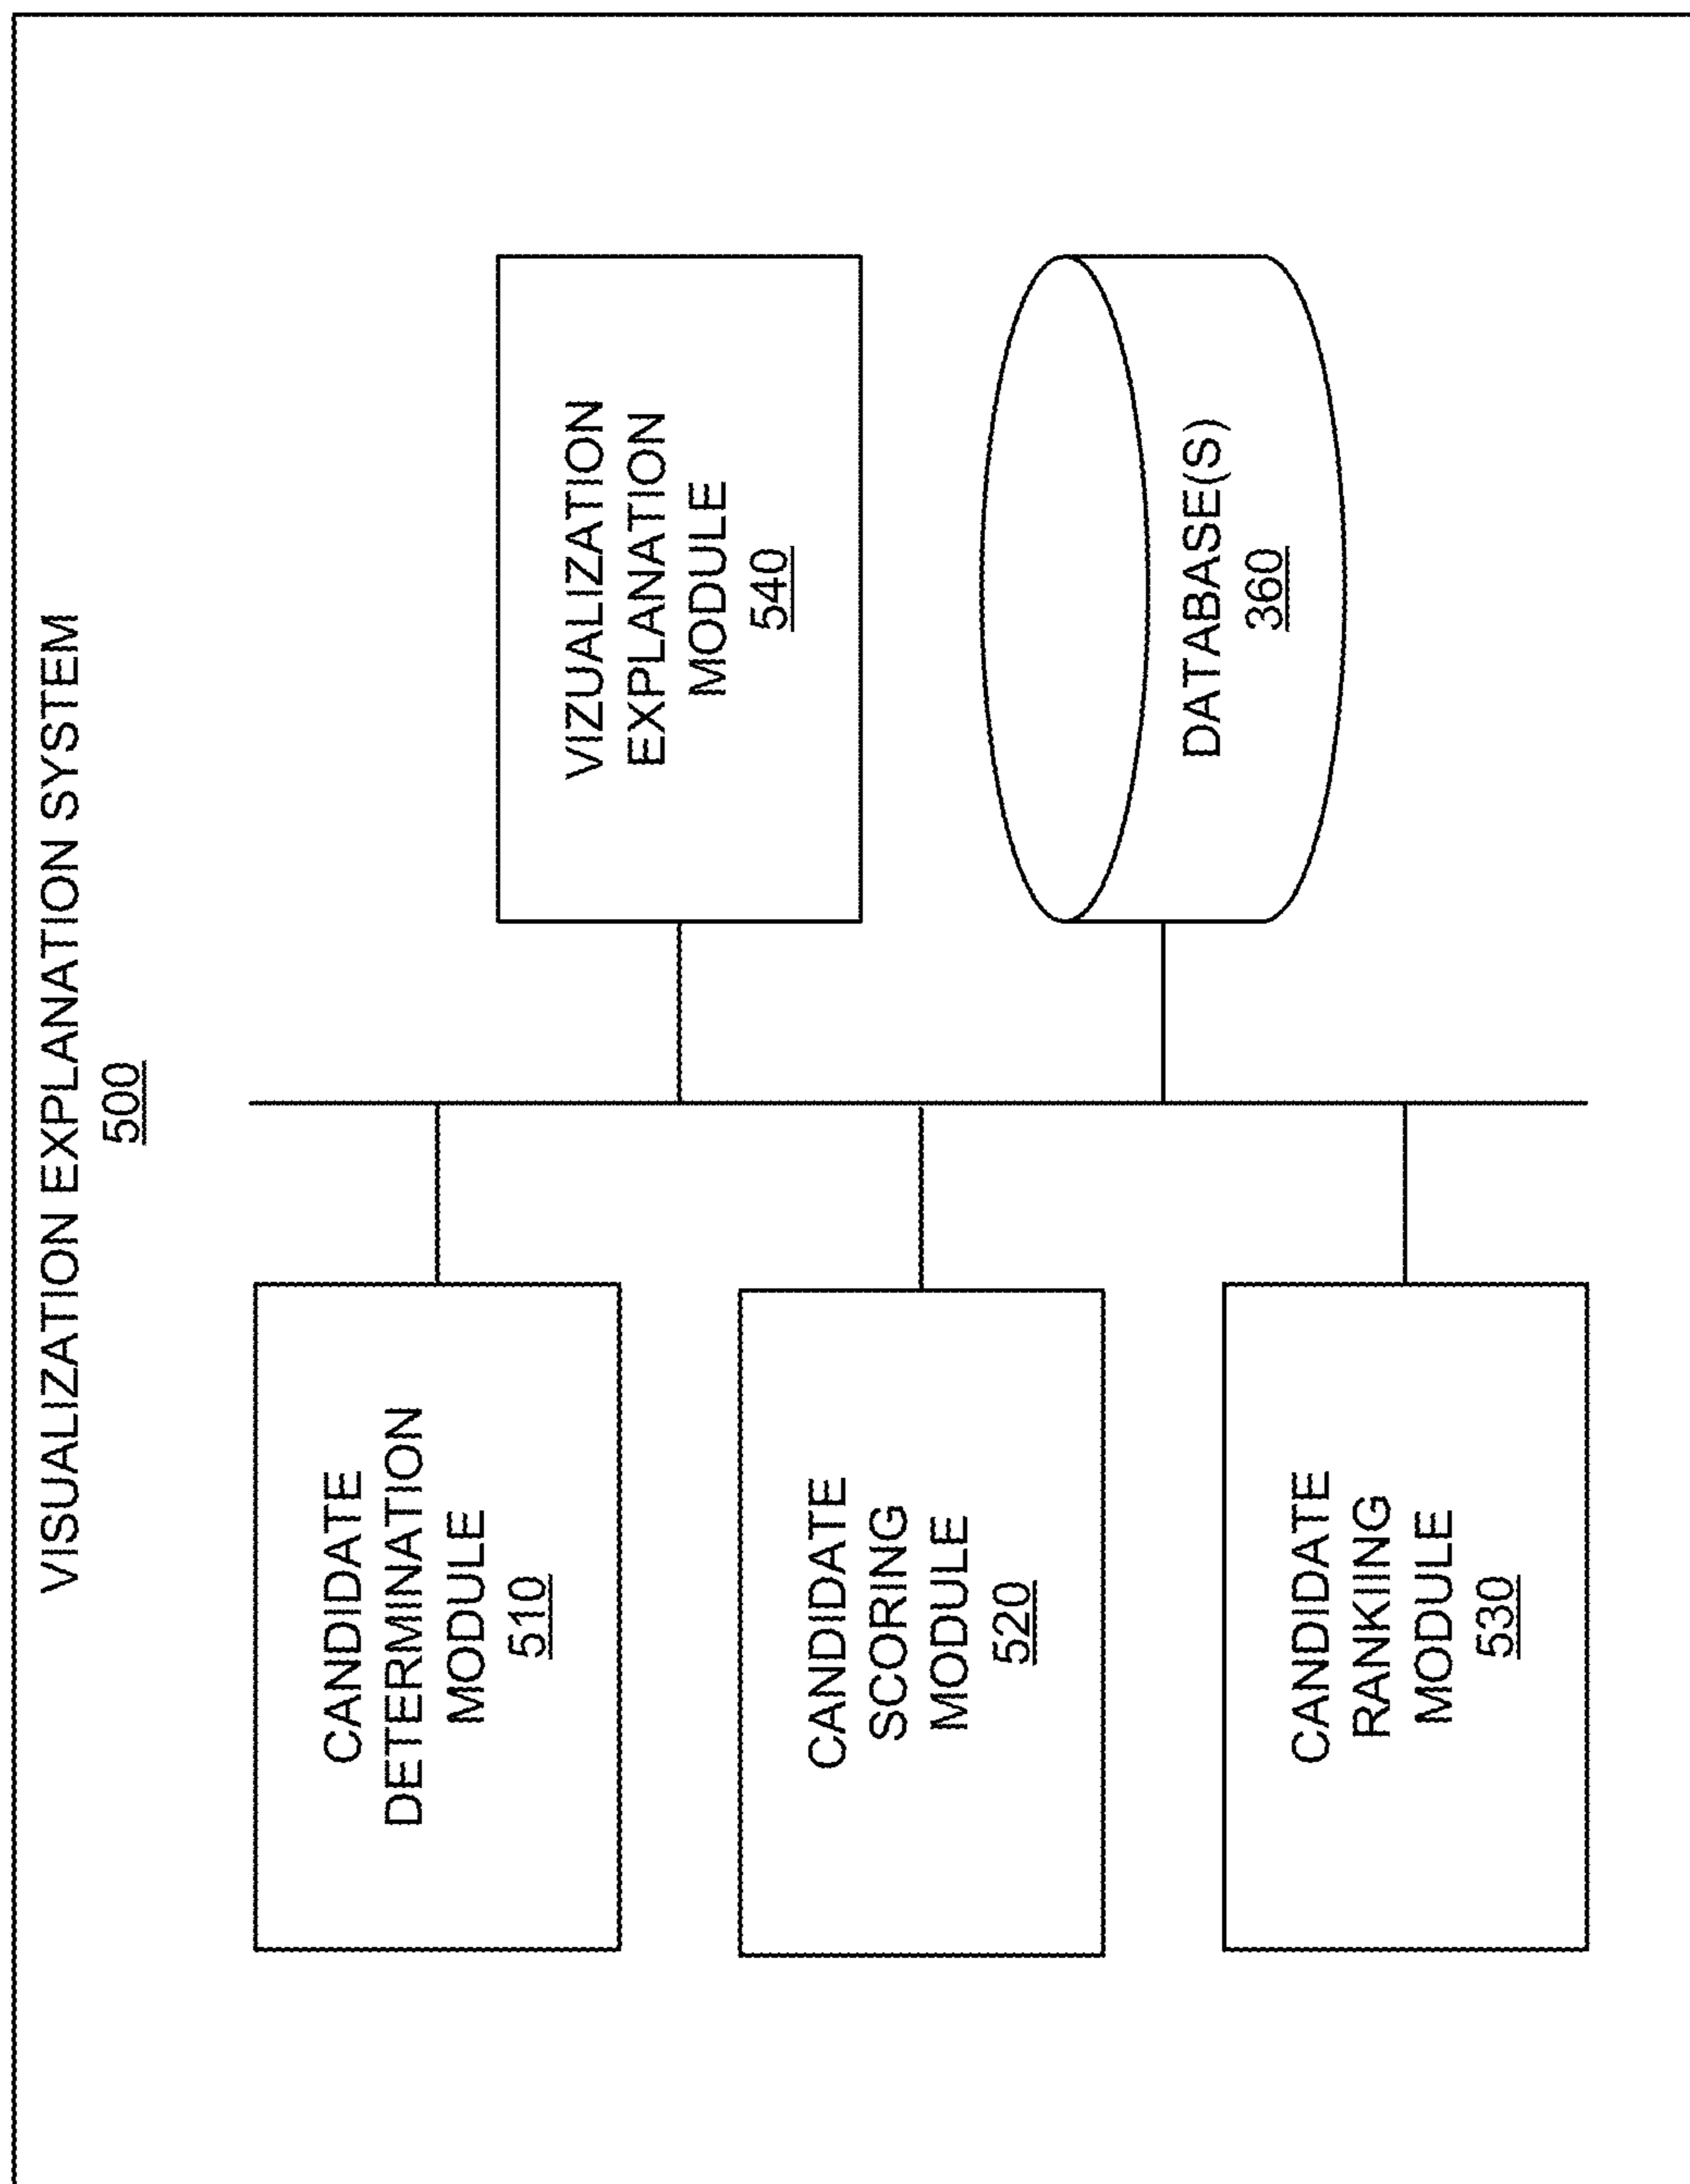 VISUALIZATION EXPLANATION SYSTEM
500
CANDIDATE
DETERMINATION
MODULE
510
CANDIDATE
SCORING
MODULE
520
CANDIDATE
RANKIING
MODULE
530
VIZUALIZATION
EXPLANATION
MODULE
540
DATABASE(S)
360